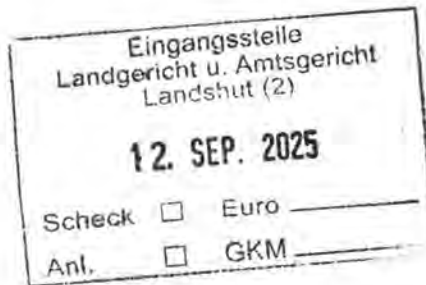 Eingangsstelle
Landgericht u. Amtsgericht
Landshut (2)
12. SEP. 2025
Scheck ☐ Euro
Anl. ☐ GKM